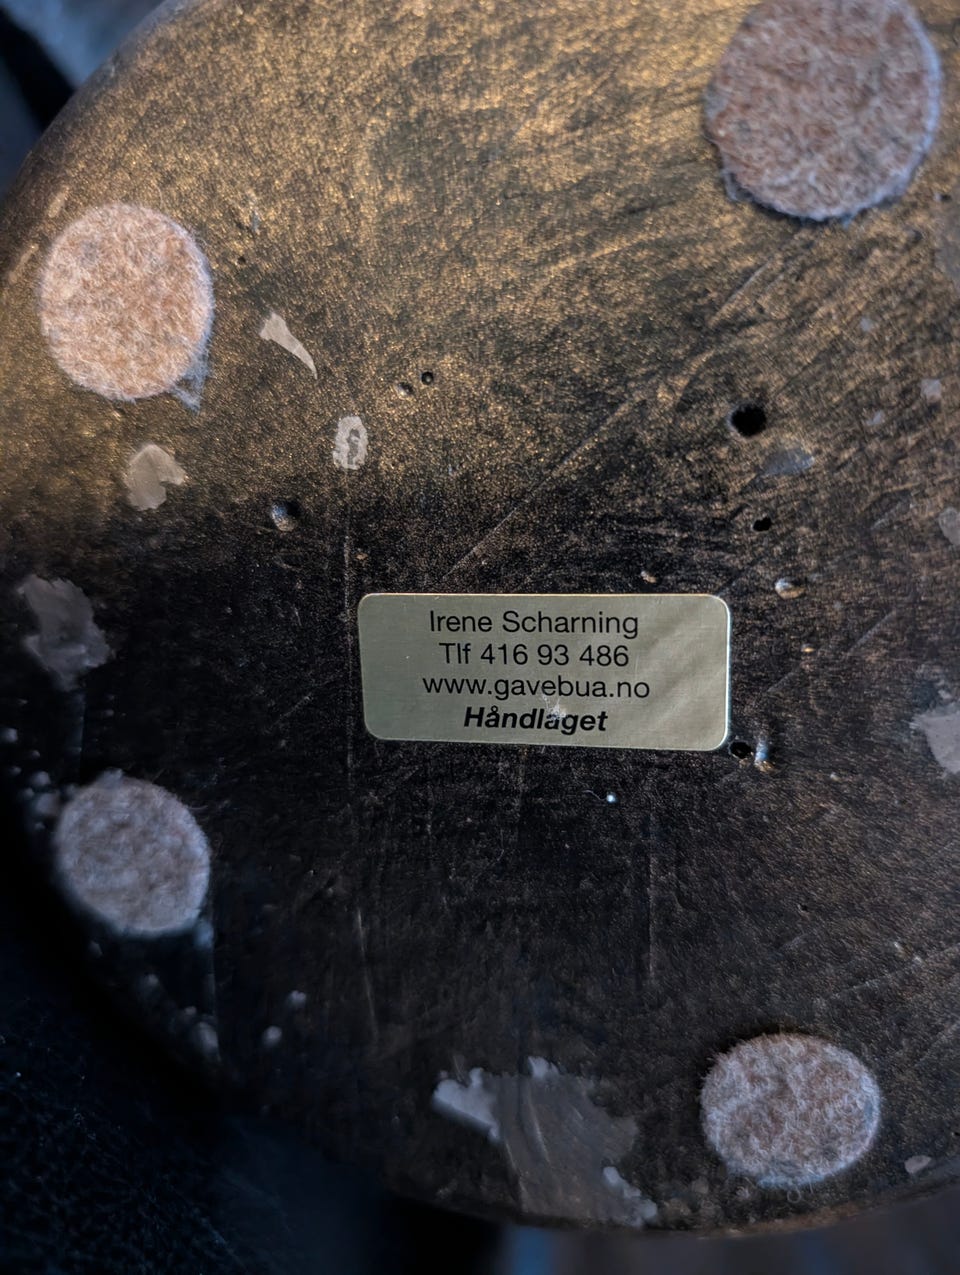 Irene Scharning
Tlf 416 93 486
www.gavebua.no
Håndlaget